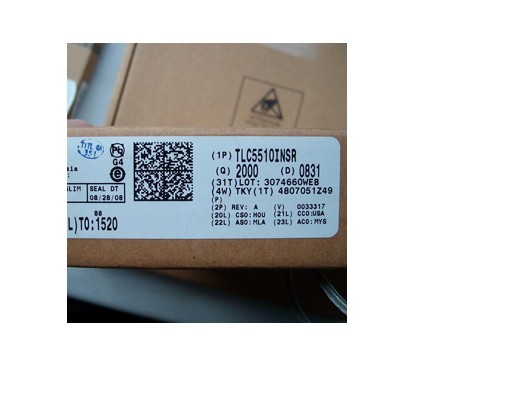 (1P) TLC5510INSR
(Q) 2000 (D) 0831
(31T)LOT: 3074660WEB
(4W) TKY(1T) 4807051Z49
(P)
(2P) REV: A (V) 0033317
(20L) CSO:HOU (21L) CCO:USA
(22L) ASO:MLA (23L) ACO:MYS
Pb
G4
e
SEAL DT
08/28/08
L)TO:1520